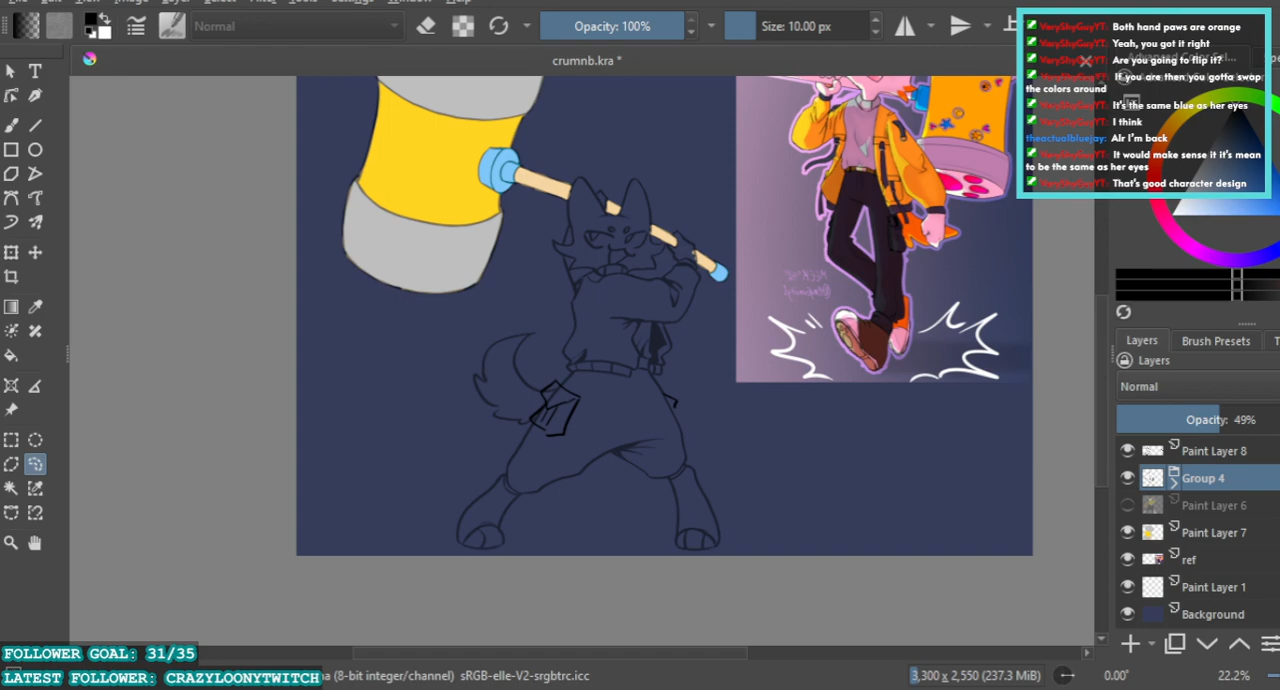 Normal
Opacity: 100%
Size: 10.00 px
crumnb.kra *
VeryShyGuyYT: Both hand paws are orange
VeryShyGuyYT: Yeah, you got it right
VeryShyGuyYT: Are you going to flip it?
VeryShyGuyYT: If you are then you gotta swap
the colors around
VeryShyGuyYT: It's the same blue as her eyes
VeryShyGuyYT: I think
theactualbluejay: Alr I'm back
VeryShyGuyYT: It would make sense it it's mean
to be the same as her eyes
VeryShyGuyYT: That's good character design
Layers
Brush Presets
Layers
Normal
Opacity: 49%
Paint Layer 8
Group 4
Paint Layer 6
Paint Layer 7
ref
Paint Layer 1
Background
FOLLOWER GOAL: 31/35
LATEST FOLLOWER: CRAZYLOONYTWITCH
(8-bit integer/channel) sRGB-elle-V2-srgbtrc.icc
3,300 x 2,550 (237.3 MiB)
0.00°
22.2%